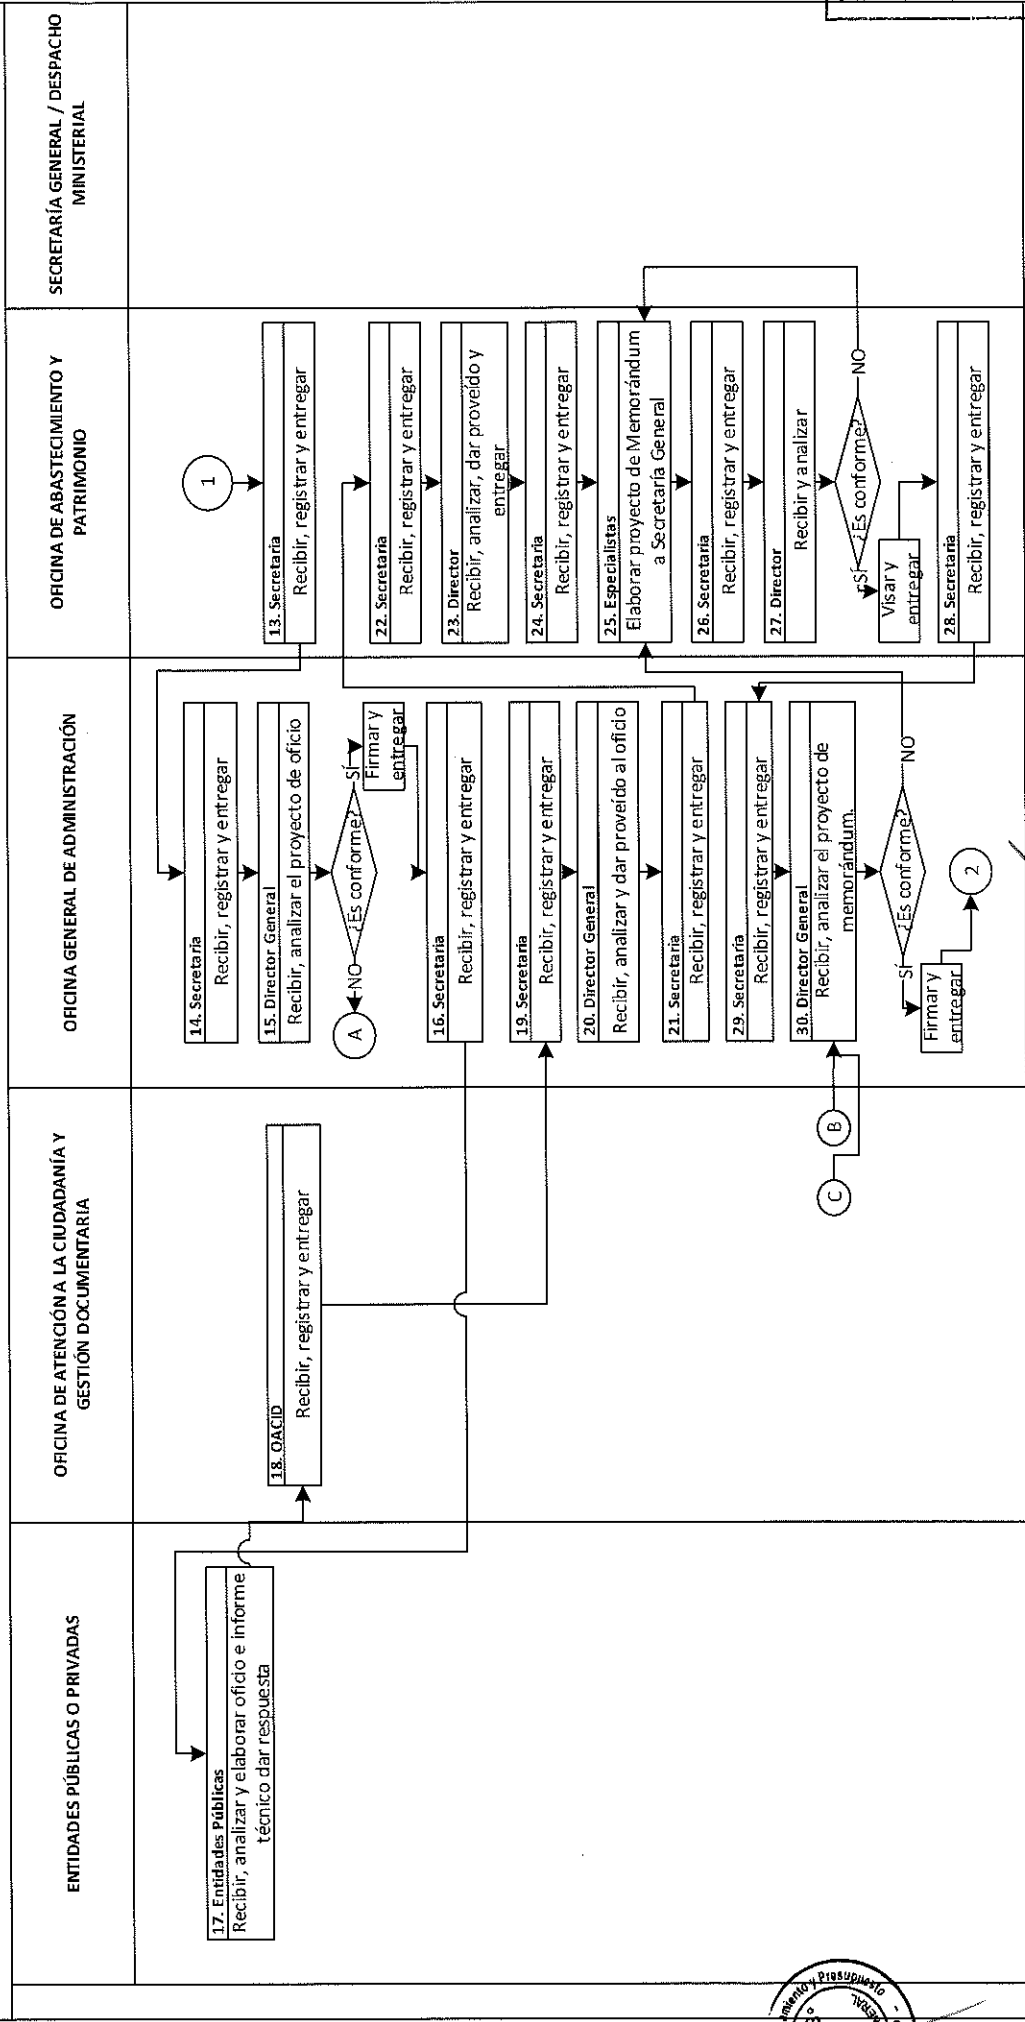 ENTIDADES PÚBLICAS O PRIVADAS
OFICINA DE ATENCIÓN A LA CIUDADANÍA Y
GESTIÓN DOCUMENTARIA
OFICINA GENERAL DE ADMINISTRACIÓN
OFICINA DE ABASTECIMIENTO Y
PATRIMONIO
SECRETARÍA GENERAL / DESPACHO
MINISTERIAL
1
13. Secretaria
Recibir, registrar y entregar
14. Secretaria
Recibir, registrar y entregar
15. Director General
Recibir, analizar el proyecto de oficio
¿Es conforme?
NO
A
SÍ
Firmar y
entregar
16. Secretaria
Recibir, registrar y entregar
17. Entidades Públicas
Recibir, analizar y elaborar oficio e informe
técnico dar respuesta
18. OACID
Recibir, registrar y entregar
19. Secretaria
Recibir, registrar y entregar
20. Director General
Recibir, analizar y dar proveído al oficio
21. Secretaria
Recibir, registrar y entregar
22. Secretaria
Recibir, registrar y entregar
23. Director
Recibir, analizar, dar proveído y
entregar
24. Secretaria
Recibir, registrar y entregar
25. Especialistas
Elaborar proyecto de Memorándum
a Secretaría General
26. Secretaria
Recibir, registrar y entregar
27. Director
Recibir y analizar
¿Es conforme?
NO
SÍ
Visar y
entregar
28. Secretaria
Recibir, registrar y entregar
29. Secretaria
Recibir, registrar y entregar
30. Director General
Recibir, analizar el proyecto de
memorándum.
B
C
¿Es conforme?
NO
SÍ
Firmar y
entregar
2
y Presupuesto